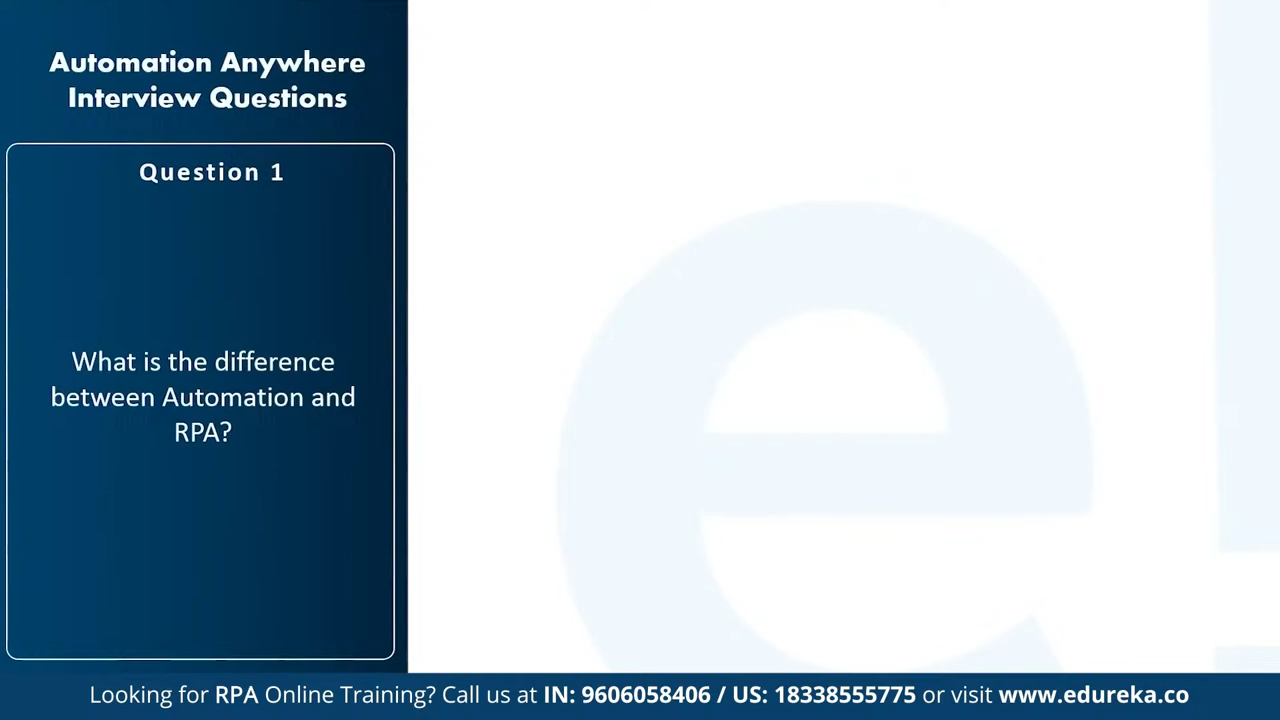 Automation Anywhere
Interview Questions
Question 1
What is the difference
between Automation and
RPA?
Looking for RPA Online Training? Call us at IN: 9606058406 / US: 18338555775 or visit www.edureka.co